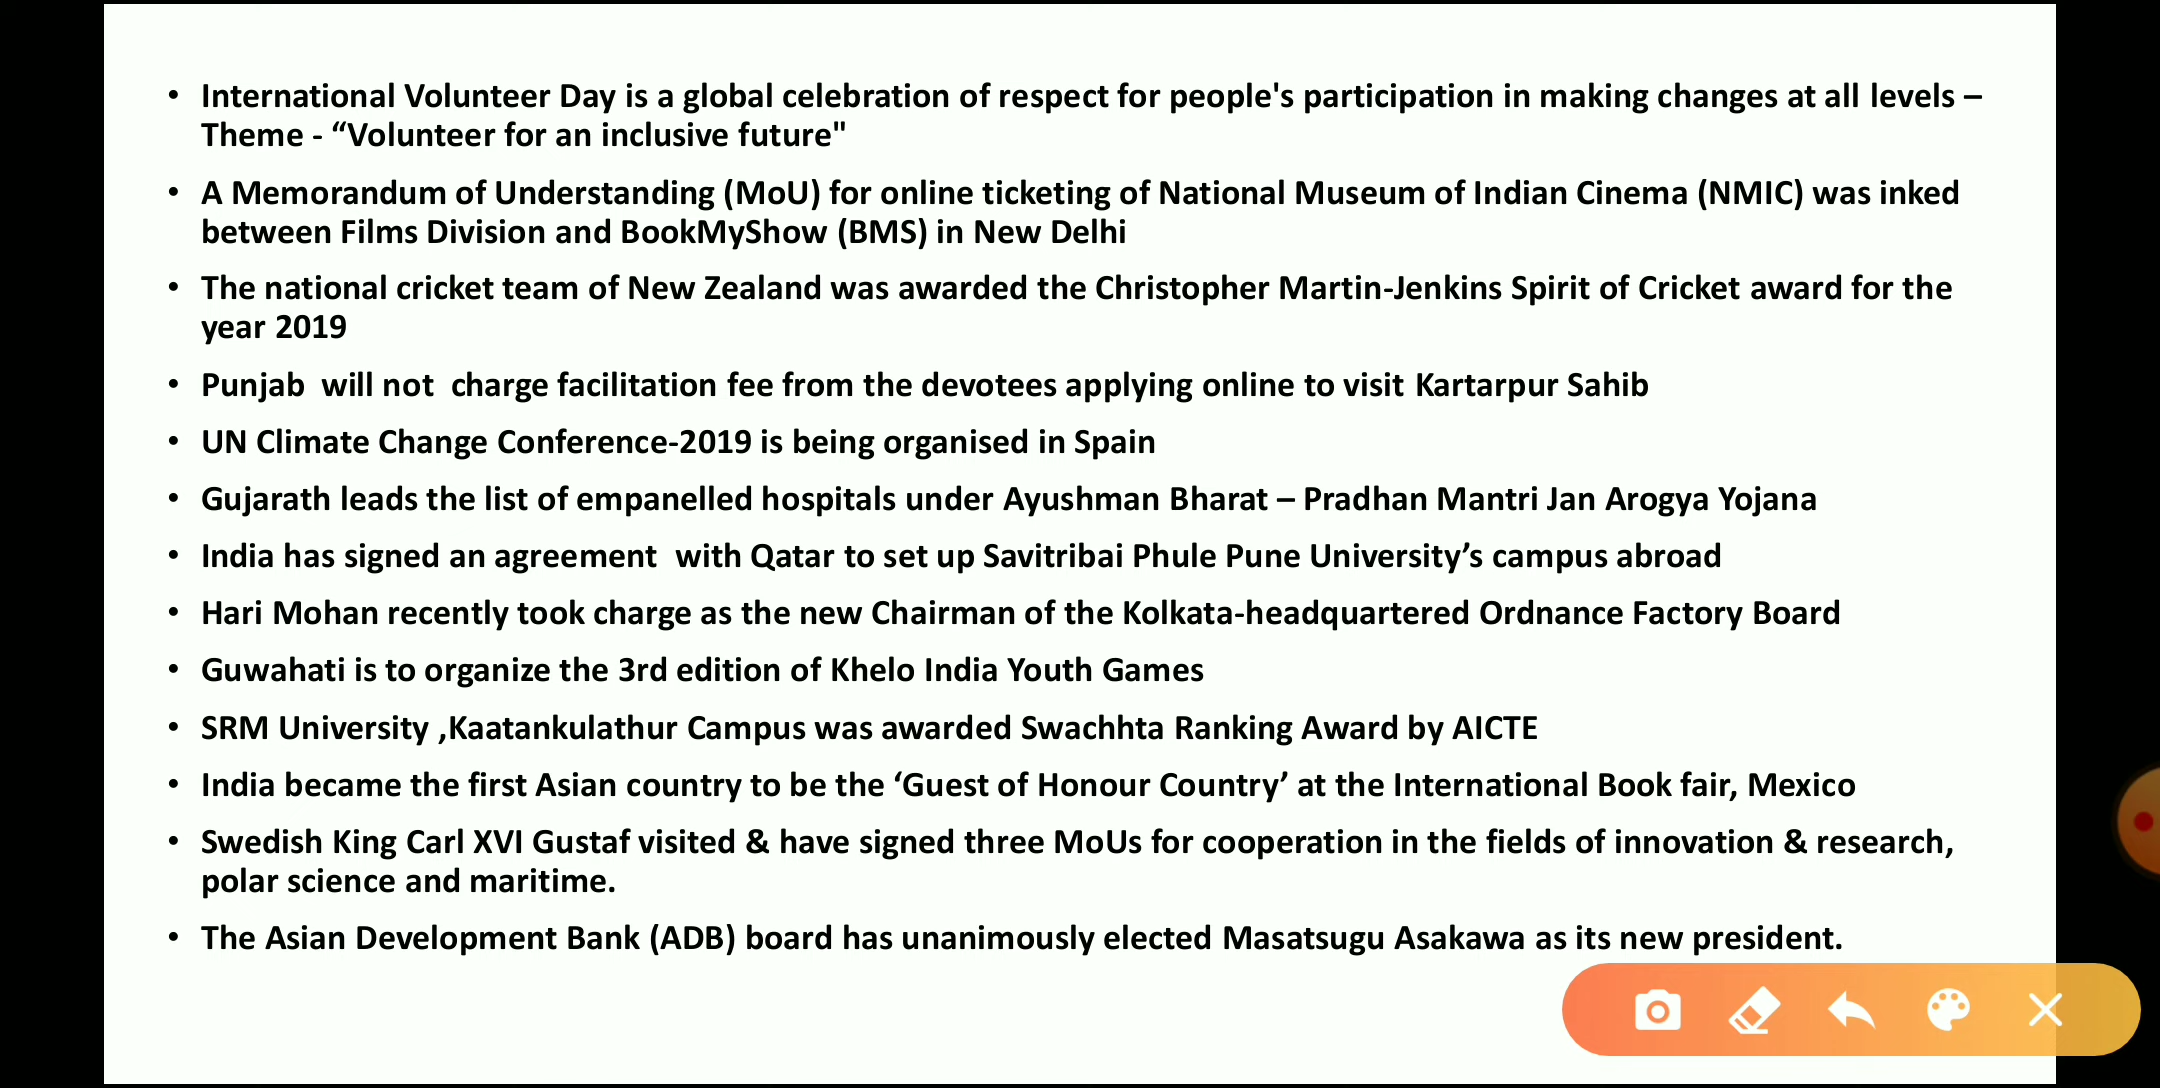 • International Volunteer Day is a global celebration of respect for people's participation in making changes at all levels –
Theme - “Volunteer for an inclusive future"
• A Memorandum of Understanding (MoU) for online ticketing of National Museum of Indian Cinema (NMIC) was inked
between Films Division and BookMyShow (BMS) in New Delhi
• The national cricket team of New Zealand was awarded the Christopher Martin-Jenkins Spirit of Cricket award for the
year 2019
• Punjab  will not  charge facilitation fee from the devotees applying online to visit Kartarpur Sahib
• UN Climate Change Conference-2019 is being organised in Spain
• Gujarath leads the list of empanelled hospitals under Ayushman Bharat – Pradhan Mantri Jan Arogya Yojana
• India has signed an agreement  with Qatar to set up Savitribai Phule Pune University’s campus abroad
• Hari Mohan recently took charge as the new Chairman of the Kolkata-headquartered Ordnance Factory Board
• Guwahati is to organize the 3rd edition of Khelo India Youth Games
• SRM University ,Kaatankulathur Campus was awarded Swachhta Ranking Award by AICTE
• India became the first Asian country to be the ‘Guest of Honour Country’ at the International Book fair, Mexico
• Swedish King Carl XVI Gustaf visited & have signed three MoUs for cooperation in the fields of innovation & research,
polar science and maritime.
• The Asian Development Bank (ADB) board has unanimously elected Masatsugu Asakawa as its new president.